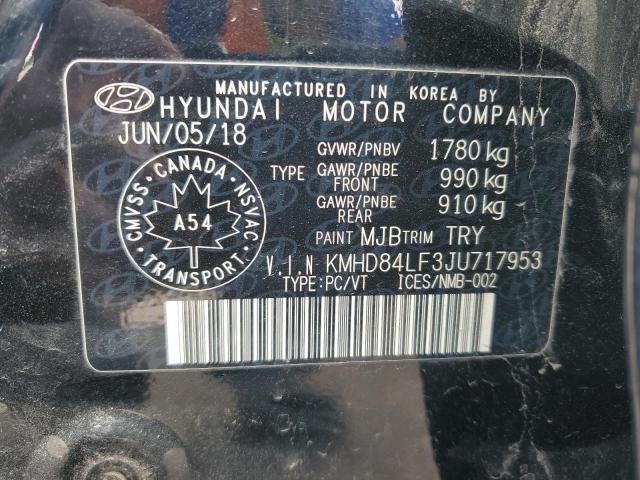 MANUFACTURED IN KOREA BY
HYUNDAI MOTOR COMPANY
JUN/05/18
GVWR/PNBV 1780 kg
TYPE GAWR/PNBE FRONT 990 kg
GAWR/PNBE REAR 910 kg
CMVSS · CANADA · NSVAC
A54
TRANSPORT
PAINT MJB TRIM TRY
V.I.N KMHD84LF3JU717953
TYPE:PC/VT ICES/NMB-002